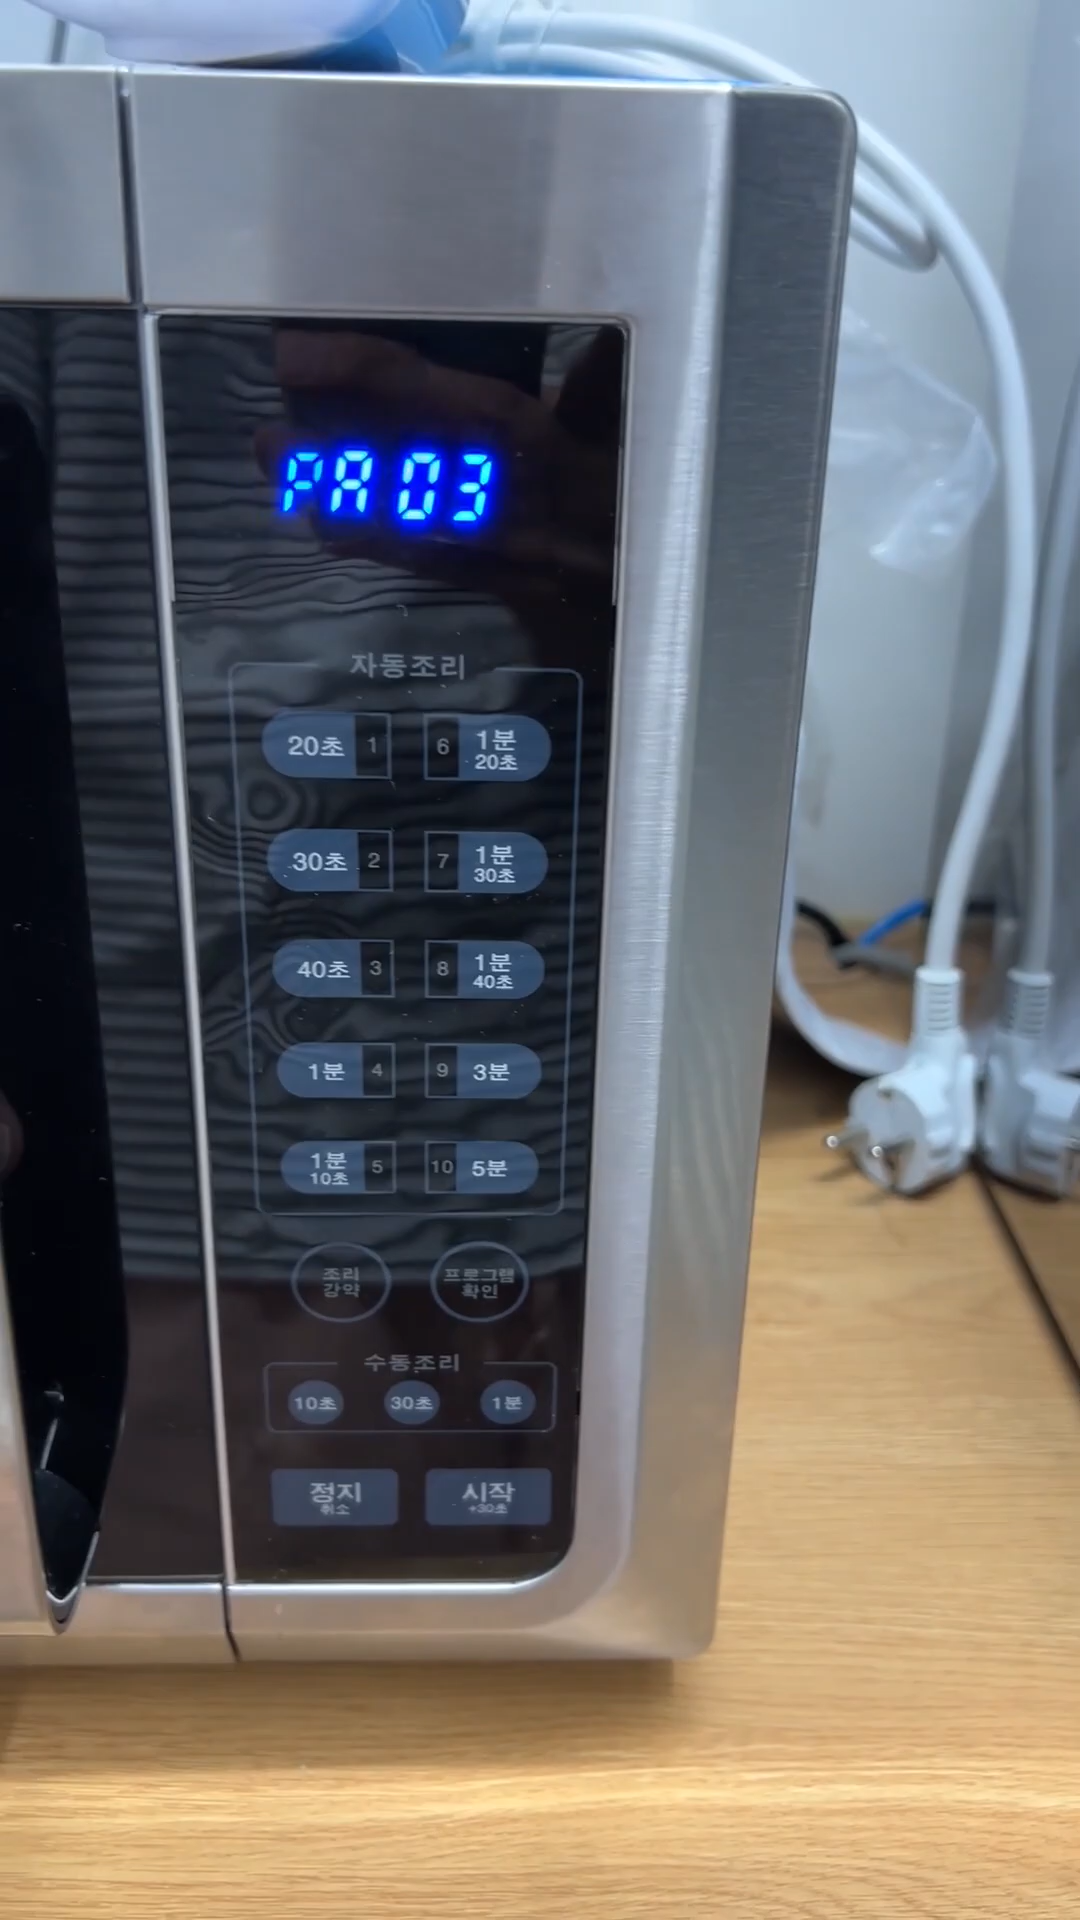 PA03
자동조리
20초 1
6 1분
20초
30초 2
7 1분
30초
40초 3
8 1분
40초
1분 4
9 3분
1분
10초 5
10 5분
조리
강약
프로그램
확인
수동조리
10초 30초 1분
정지
취소
시작
+30초